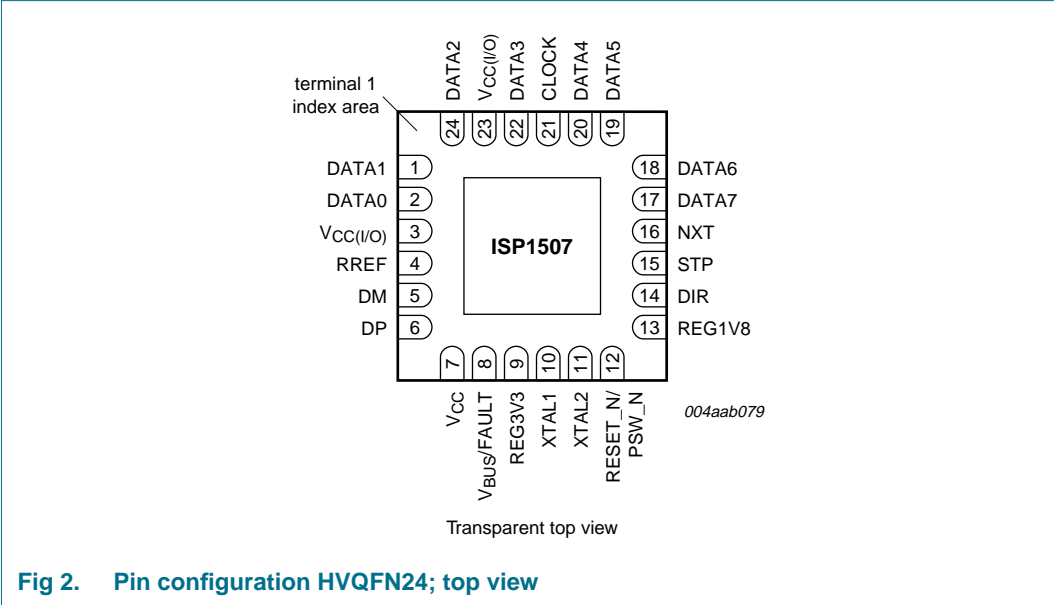 terminal 1
index area
DATA2
VCC(I/O)
DATA3
CLOCK
DATA4
DATA5
24
23
22
21
20
19
DATA1 1
DATA0 2
VCC(I/O) 3
RREF 4
DM 5
DP 6
ISP1507
18 DATA6
17 DATA7
16 NXT
15 STP
14 DIR
13 REG1V8
7
8
9
10
11
12
VCC
VBUS/FAULT
REG3V3
XTAL1
XTAL2
RESET_N/
PSW_N
004aab079
Transparent top view
Fig 2. Pin configuration HVQFN24; top view